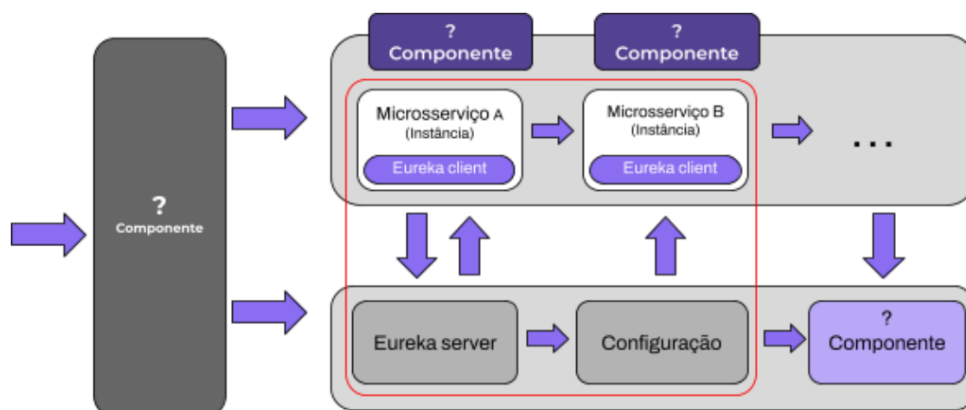 ?
Componente
?
Componente
Microsserviço A
(Instância)
Eureka client
Microsserviço B
(Instância)
Eureka client
...
?
Componente
Eureka server
Configuração
?
Componente